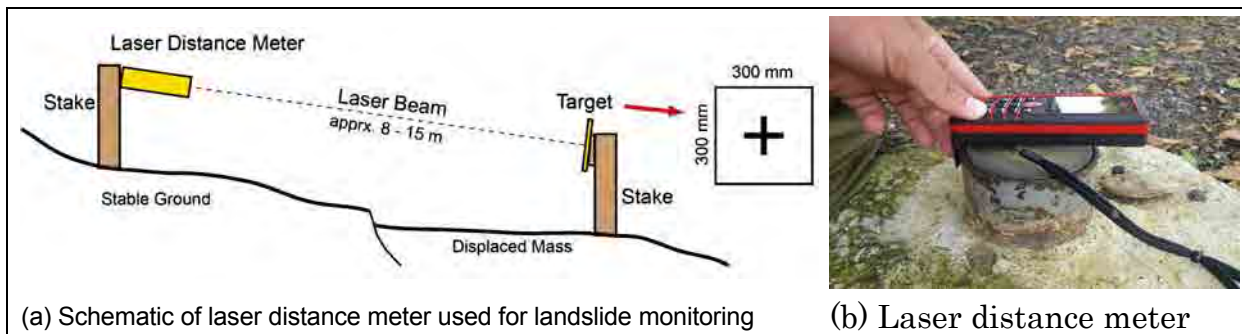 Laser Distance Meter
Stake
Laser Beam
apprx. 8 - 15 m
Target
300 mm
300 mm
Stake
Stable Ground
Displaced Mass
(a) Schematic of laser distance meter used for landslide monitoring
(b) Laser distance meter